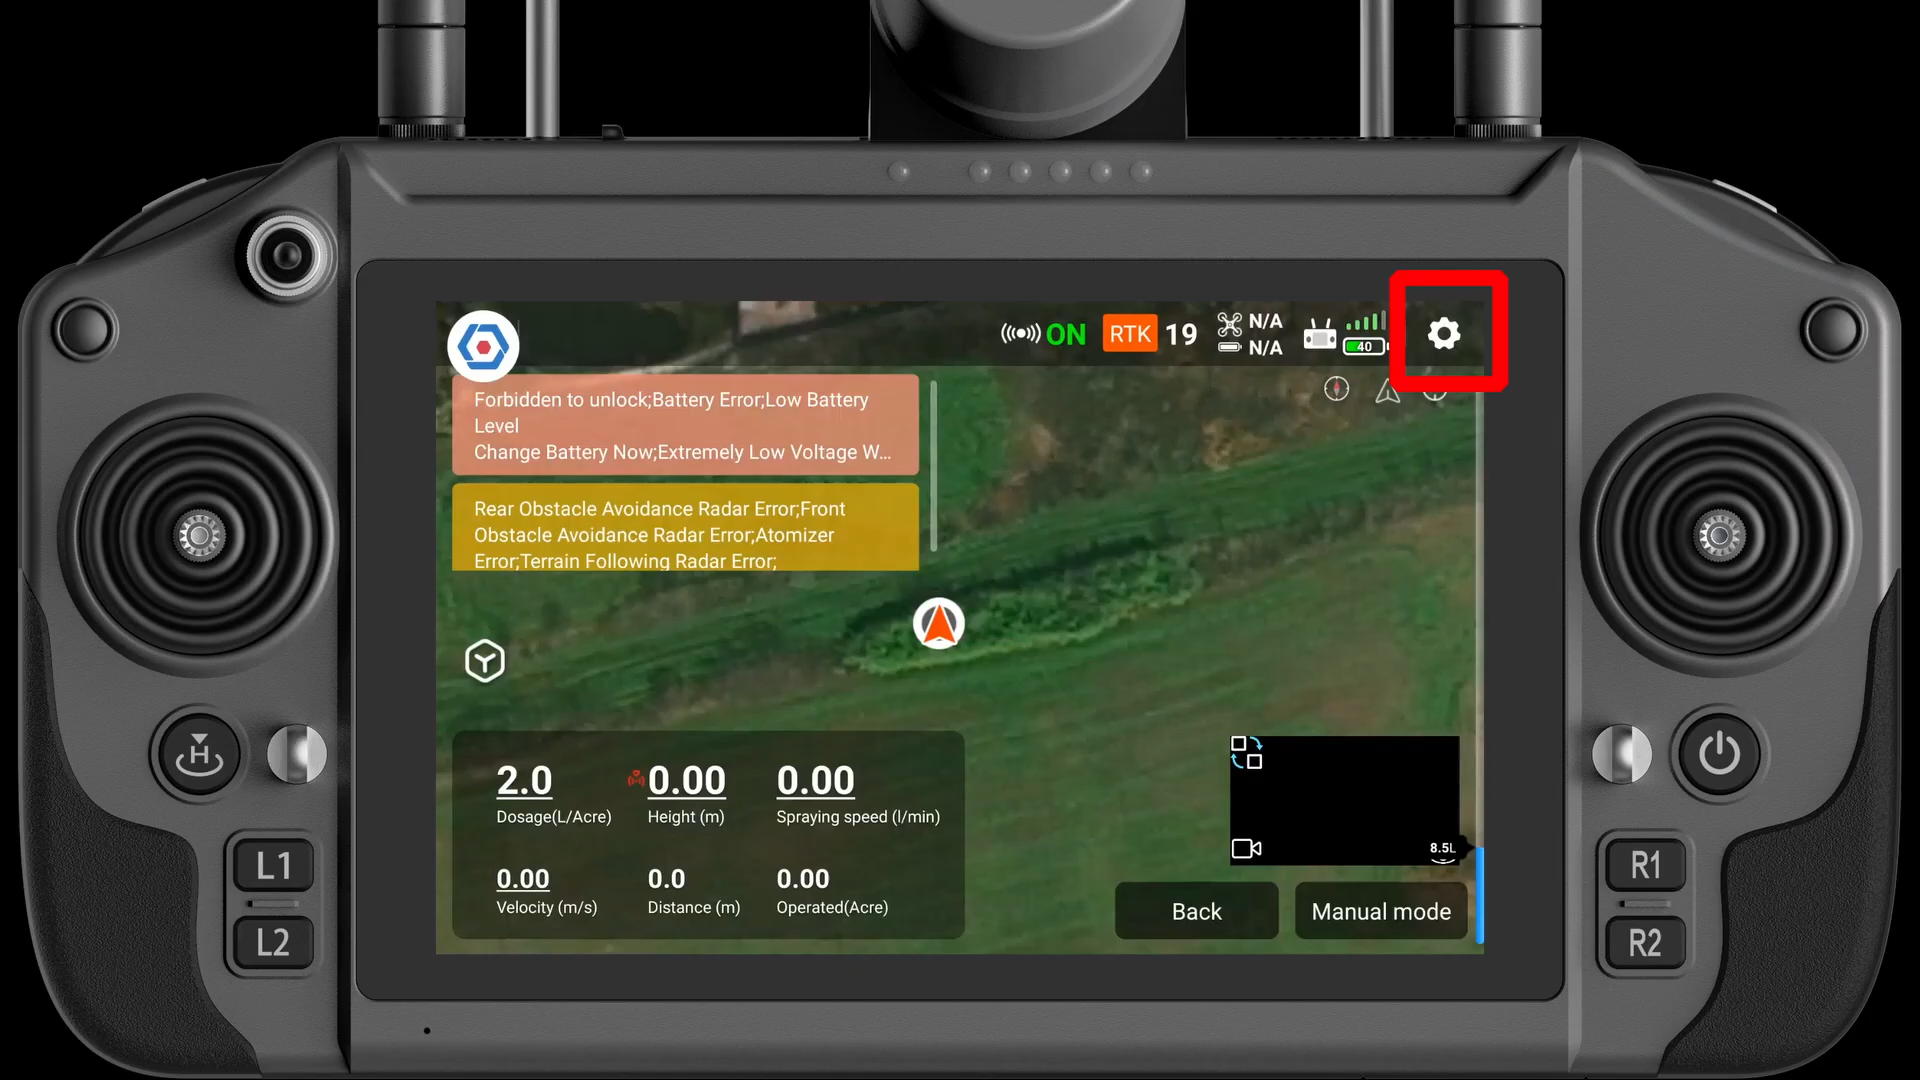 ON
RTK 19
N/A
N/A
40
Forbidden to unlock;Battery Error;Low Battery
Level
Change Battery Now;Extremely Low Voltage W...
Rear Obstacle Avoidance Radar Error;Front
Obstacle Avoidance Radar Error;Atomizer
Error;Terrain Following Radar Error;
2.0
Dosage(L/Acre)
0.00
Height (m)
0.00
Spraying speed (l/min)
0.00
Velocity (m/s)
0.0
Distance (m)
0.00
Operated(Acre)
8.5L
Back
Manual mode
H
L1
L2
R1
R2